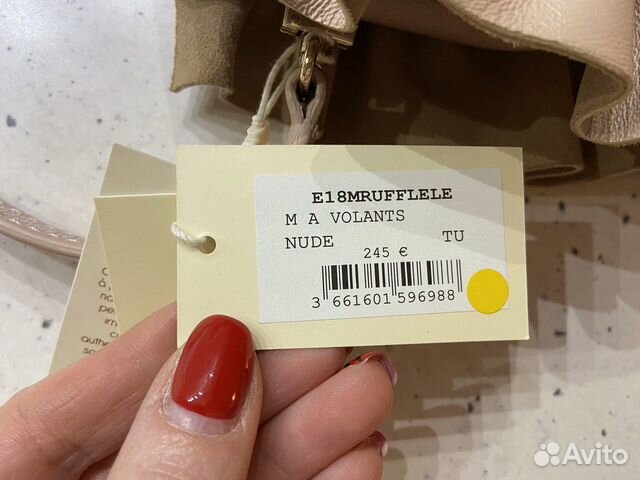 E18MRUFFLELE
M A VOLANTS
NUDE TU
245 €
3 661601 596988
Avito